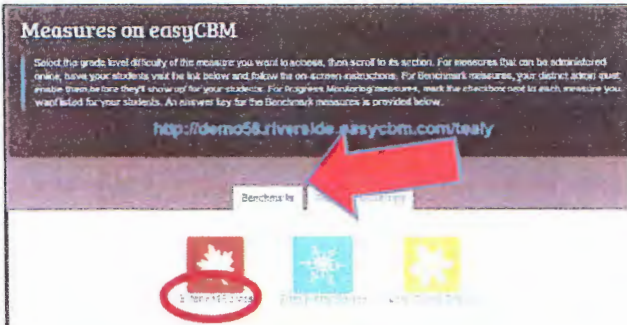 Measures on easyCBM
Select the grade level difficulty of the measure you want to access, then scroll to its section. For measures that can be administered
online, have your students visit the link below and follow the on-screen instructions. For Benchmark measures, your district admin must
enable them before they'll show up for your students. For Progress Monitoring measures, mark the checkbox next to each measure you
want listed for your students. An answer key for the Benchmark measures is provided below.
http://demo58.riverside.easycbm.com/tealy
Benchmarks